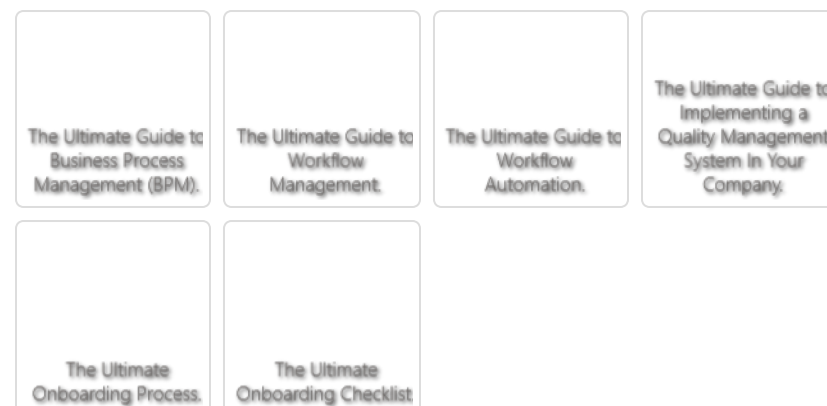 The Ultimate Guide to
Business Process
Management (BPM).
The Ultimate Guide to
Workflow
Management.
The Ultimate Guide to
Workflow
Automation.
The Ultimate Guide to
Implementing a
Quality Management
System In Your
Company.
The Ultimate
Onboarding Process.
The Ultimate
Onboarding Checklist.